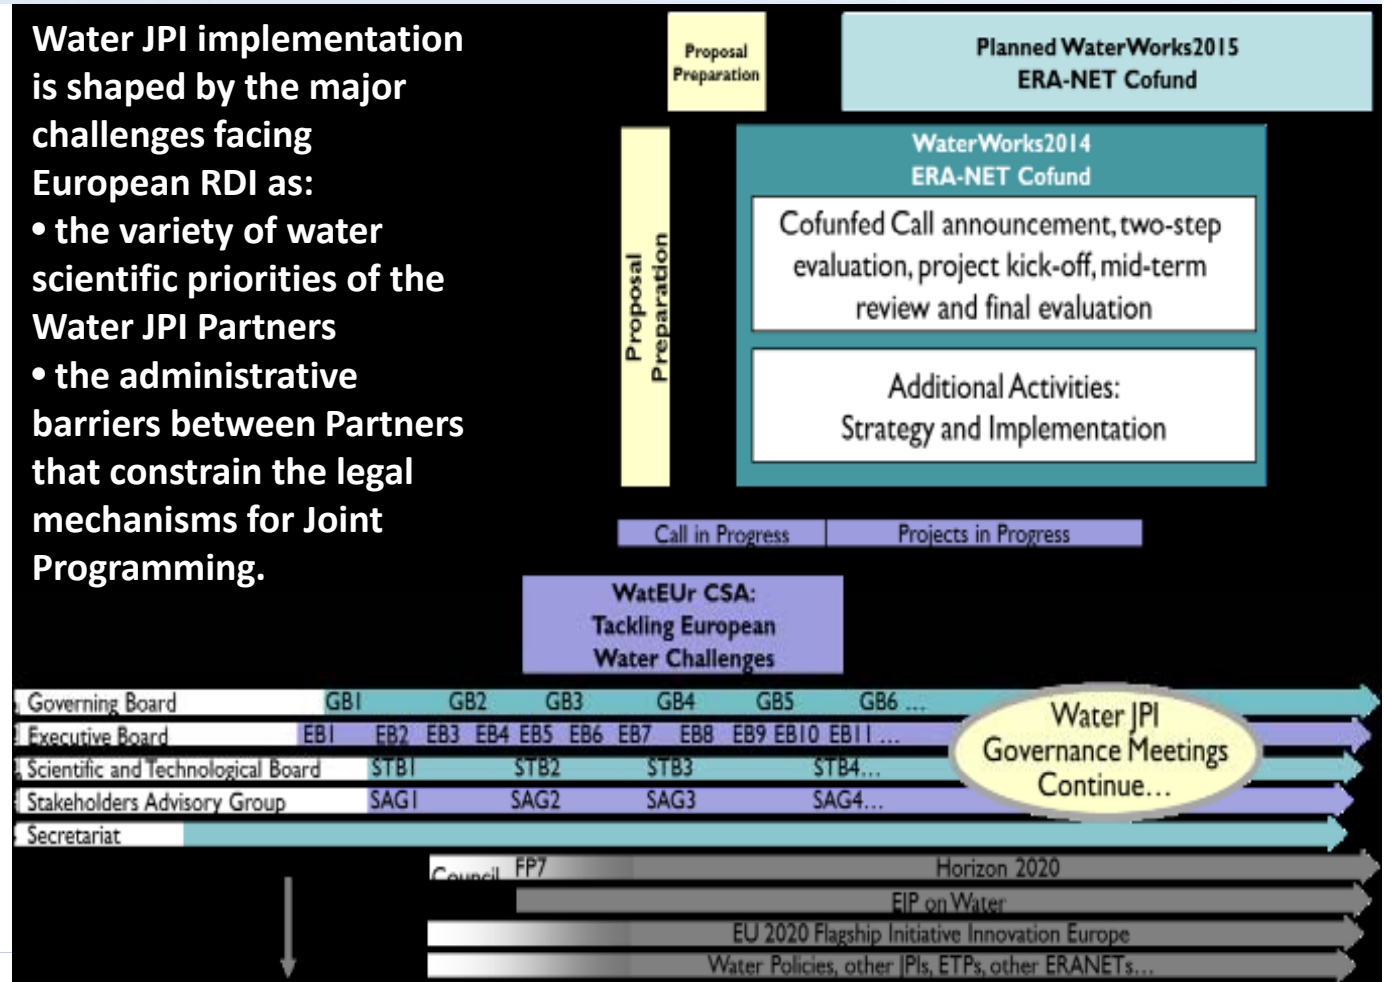 Water JPI implementation
is shaped by the major
challenges facing
European RDI as:
• the variety of water
scientific priorities of the
Water JPI Partners
• the administrative
barriers between Partners
that constrain the legal
mechanisms for Joint
Programming.
Proposal
Preparation
Planned WaterWorks2015
ERA-NET Cofund
Proposal
Preparation
WaterWorks2014
ERA-NET Cofund
Cofunfed Call announcement, two-step
evaluation, project kick-off, mid-term
review and final evaluation
Additional Activities:
Strategy and Implementation
Call in Progress
Projects in Progress
WatEUr CSA:
Tackling European
Water Challenges
Governing Board GB1 GB2 GB3 GB4 GB5 GB6 ...
Executive Board EB1 EB2 EB3 EB4 EB5 EB6 EB7 EB8 EB9 EB10 EB11 ...
Scientific and Technological Board STB1 STB2 STB3 STB4...
Stakeholders Advisory Group SAG1 SAG2 SAG3 SAG4...
Secretariat
Water JPI
Governance Meetings
Continue...
Council FP7 Horizon 2020
EIP on Water
EU 2020 Flagship Initiative Innovation Europe
Water Policies, other JPIs, ETPs, other ERANETs...